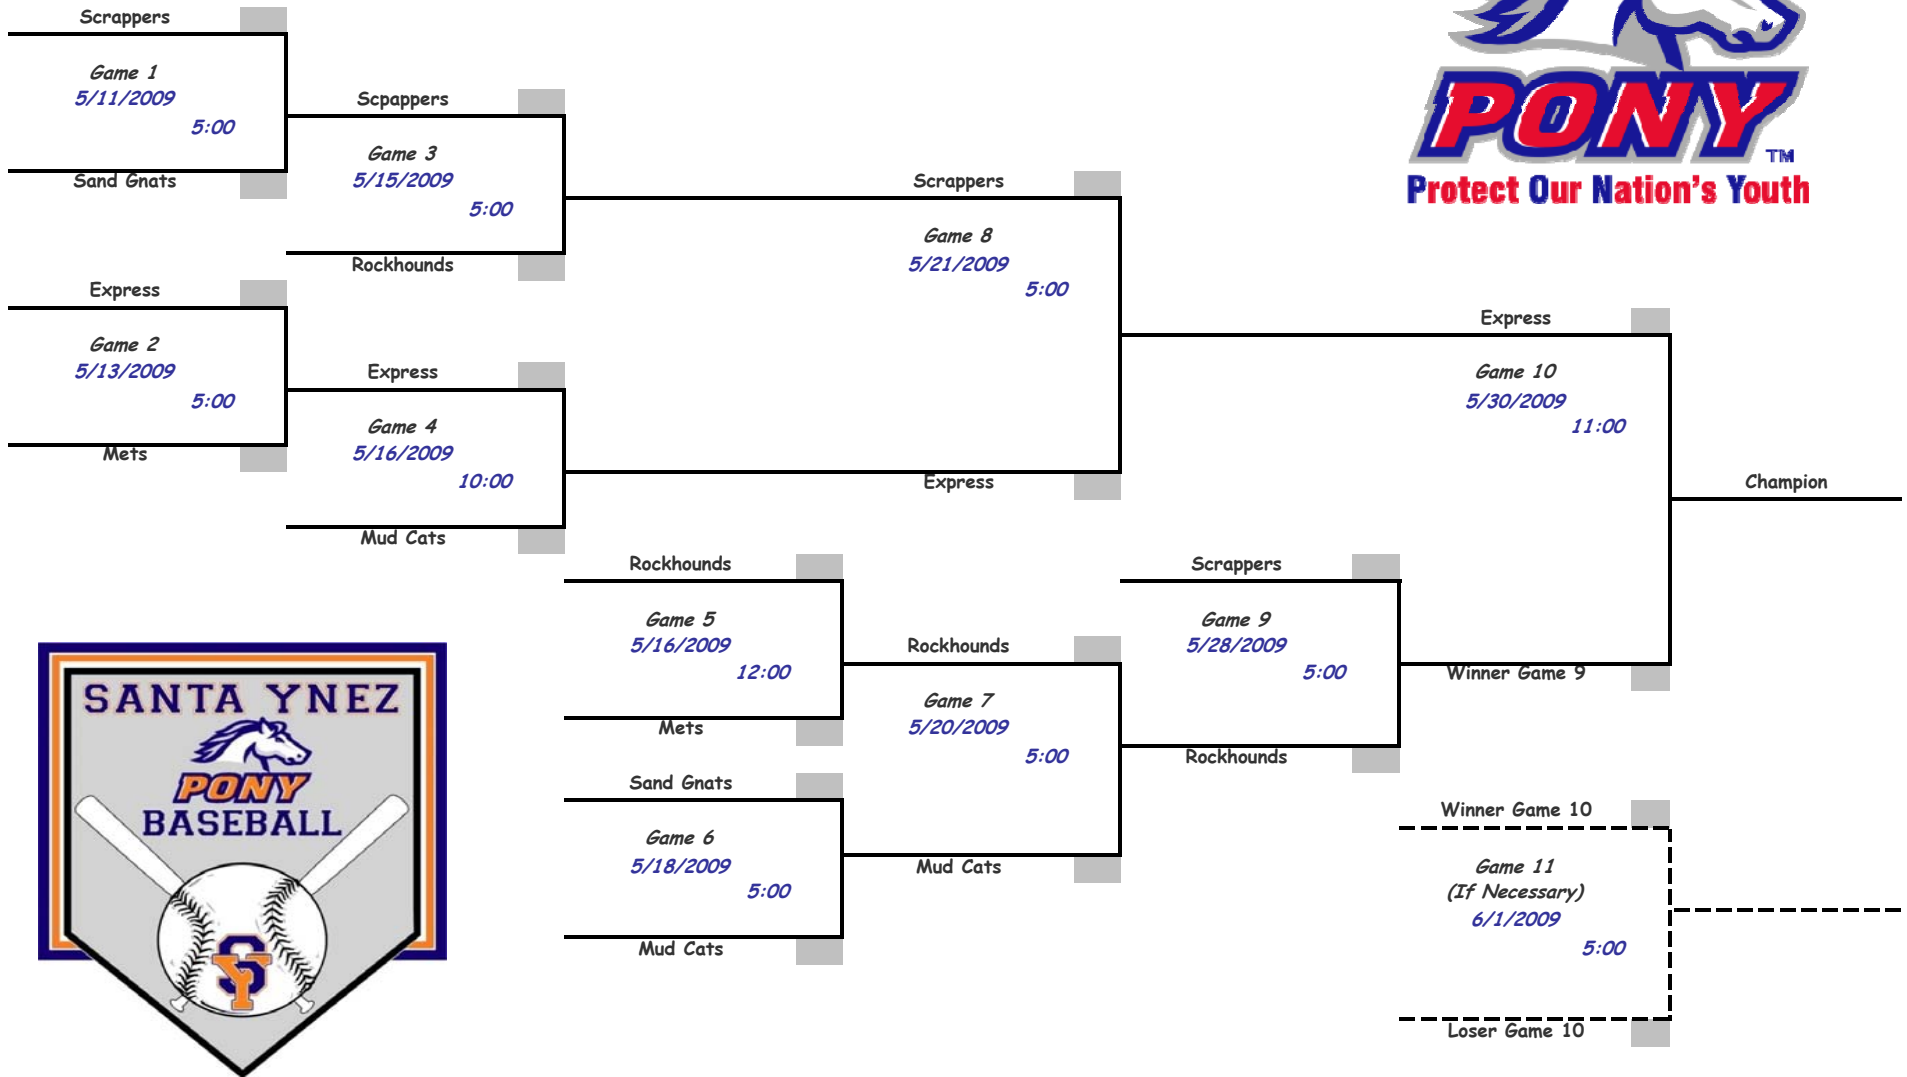 Scrappers
Game 1
5/11/2009
5:00
Sand Gnats
Scpappers
Game 3
5/15/2009
5:00
Rockhounds
Express
Game 2
5/13/2009
5:00
Mets
Express
Game 4
5/16/2009
10:00
Mud Cats
Scrappers
Game 8
5/21/2009
5:00
Express
PONY
TM
Protect Our Nation's Youth
Express
Game 10
5/30/2009
11:00
Champion
Winner Game 9
Rockhounds
Game 5
5/16/2009
12:00
Mets
Sand Gnats
Game 6
5/18/2009
5:00
Mud Cats
Rockhounds
Game 7
5/20/2009
5:00
Mud Cats
Scrappers
Game 9
5/28/2009
5:00
Rockhounds
Winner Game 10
Game 11
(If Necessary)
6/1/2009
5:00
Loser Game 10
SANTA YNEZ
PONY
BASEBALL
SY